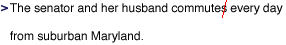 >The senator and her husband commutes every day
from suburban Maryland.